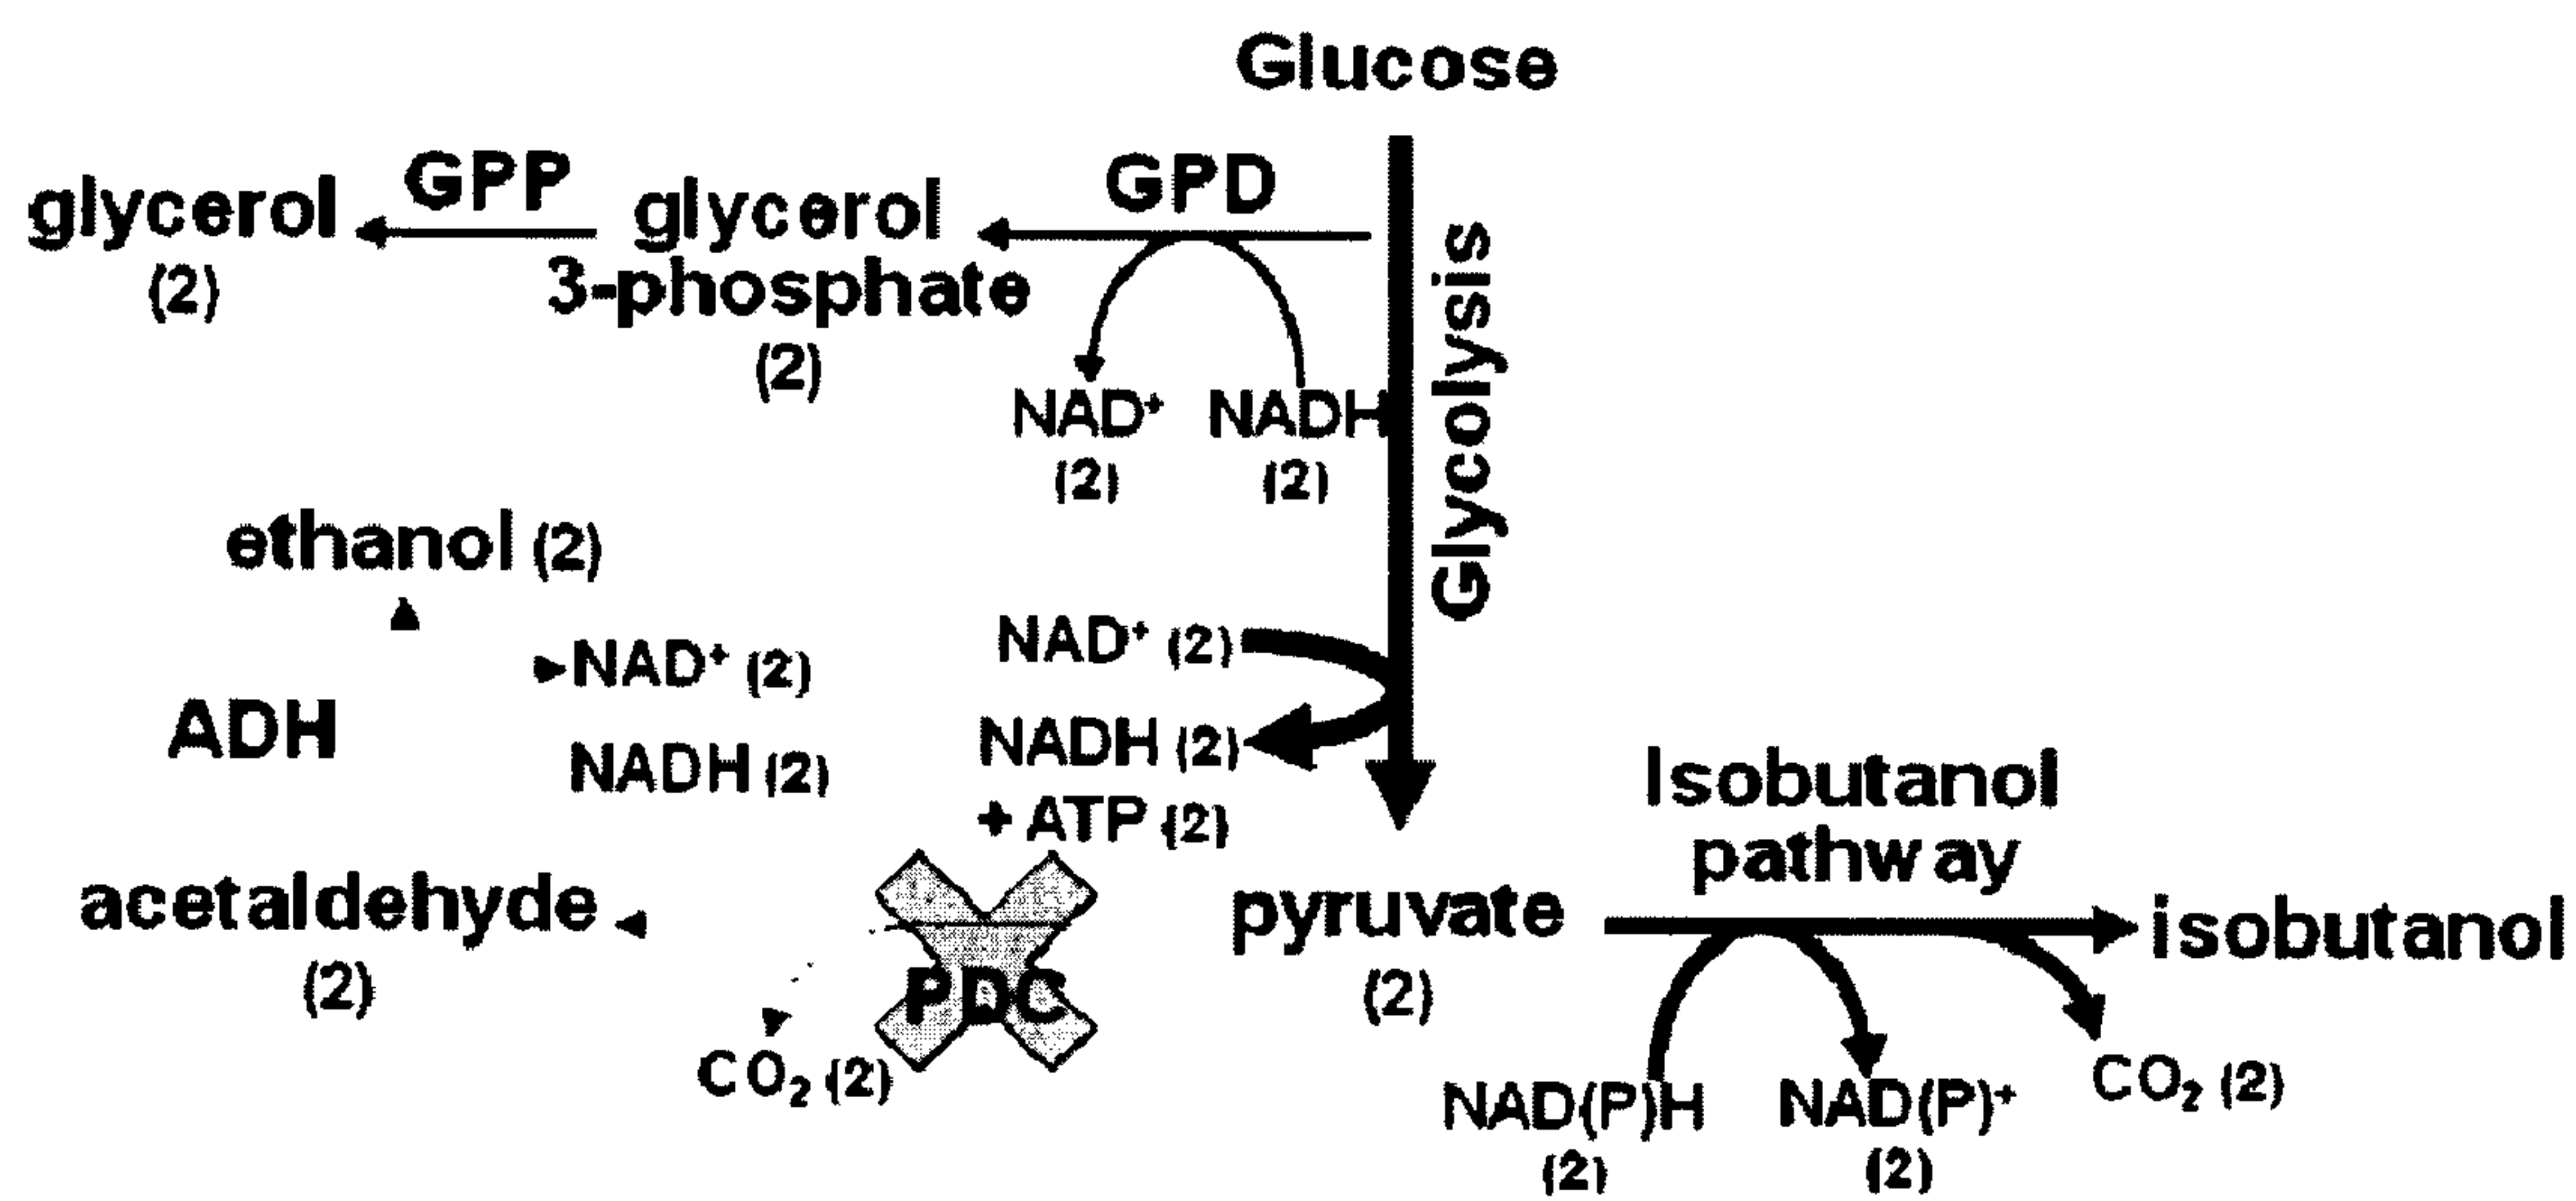 Glucose
glycerol
(2)
GPP
glycerol
3-phosphate
(2)
GPD
NAD⁺
(2)
NADH
(2)
Glycolysis
ethanol (2)
NAD⁺ (2)
NADH (2)
ADH
NAD⁺ (2)
NADH (2)
+ ATP (2)
acetaldehyde
(2)
PDC
CO₂ (2)
pyruvate
(2)
Isobutanol
pathway
isobutanol
NAD(P)H
(2)
NAD(P)⁺
(2)
CO₂ (2)